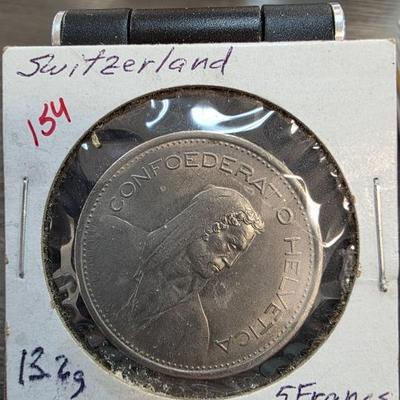 Switzerland
154
CONFOEDERATIO HELVETICA
13.2g
5 Francs